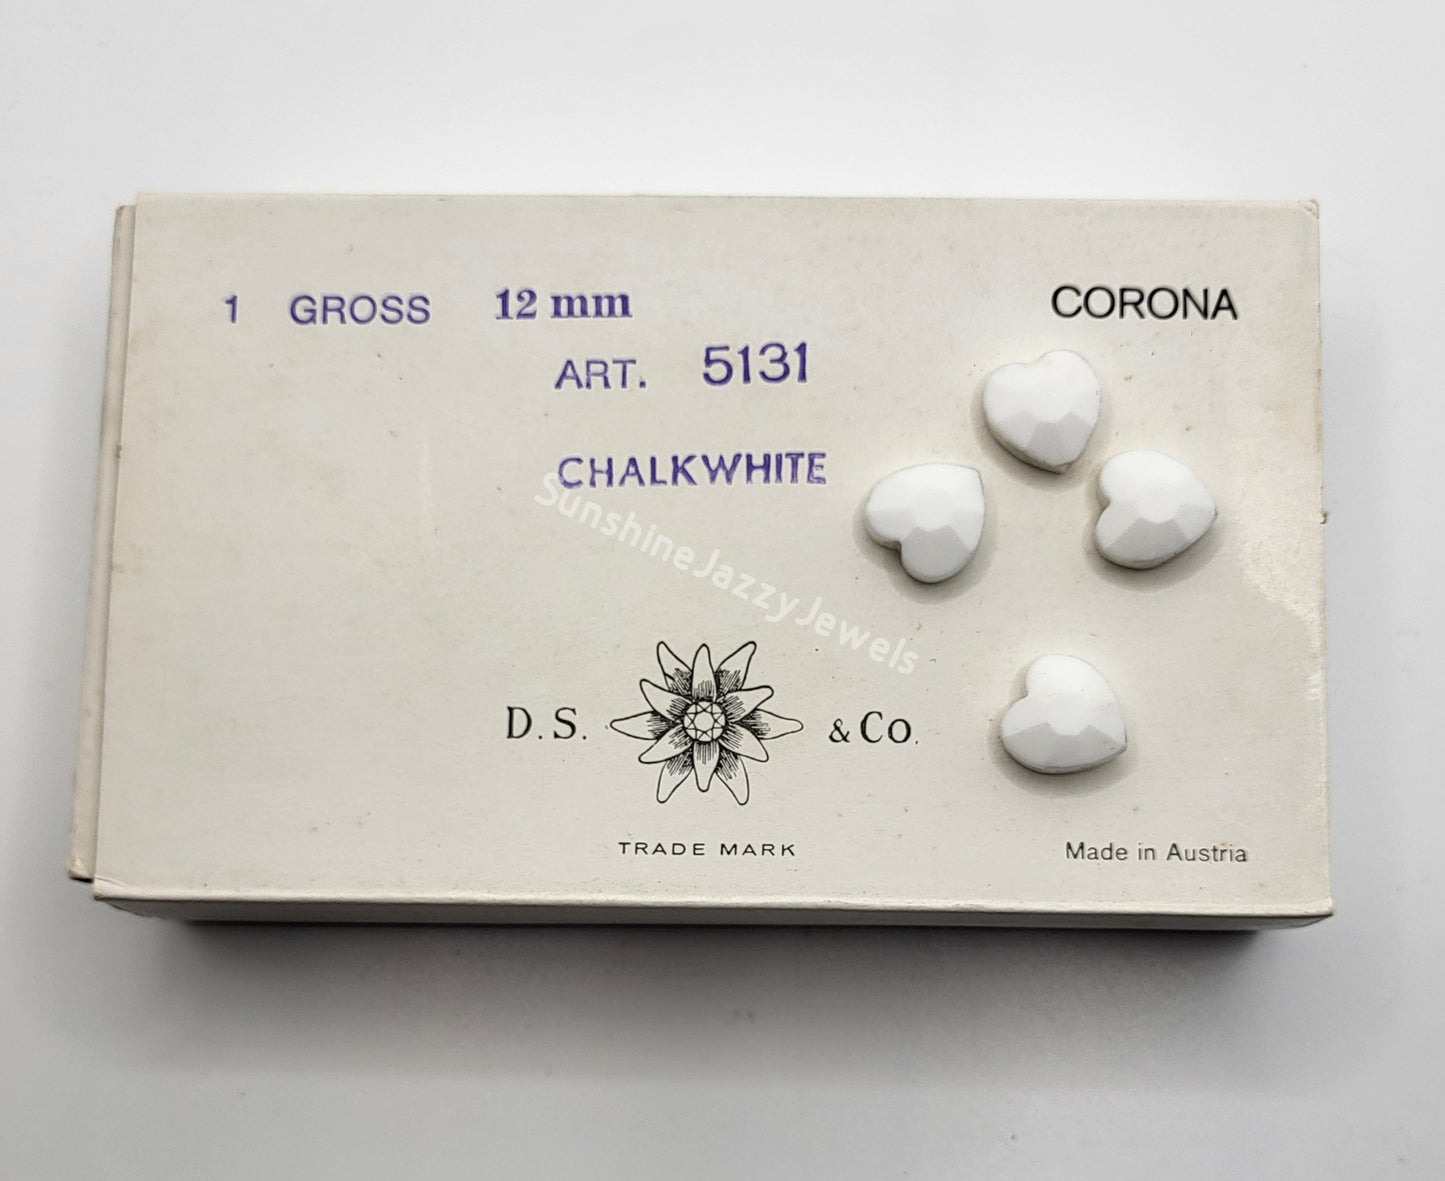 1 GROSS 12 mm CORONA
ART. 5131
CHALKWHITE
SunshineJazzyJewels
D.S. & Co.
TRADE MARK
Made in Austria